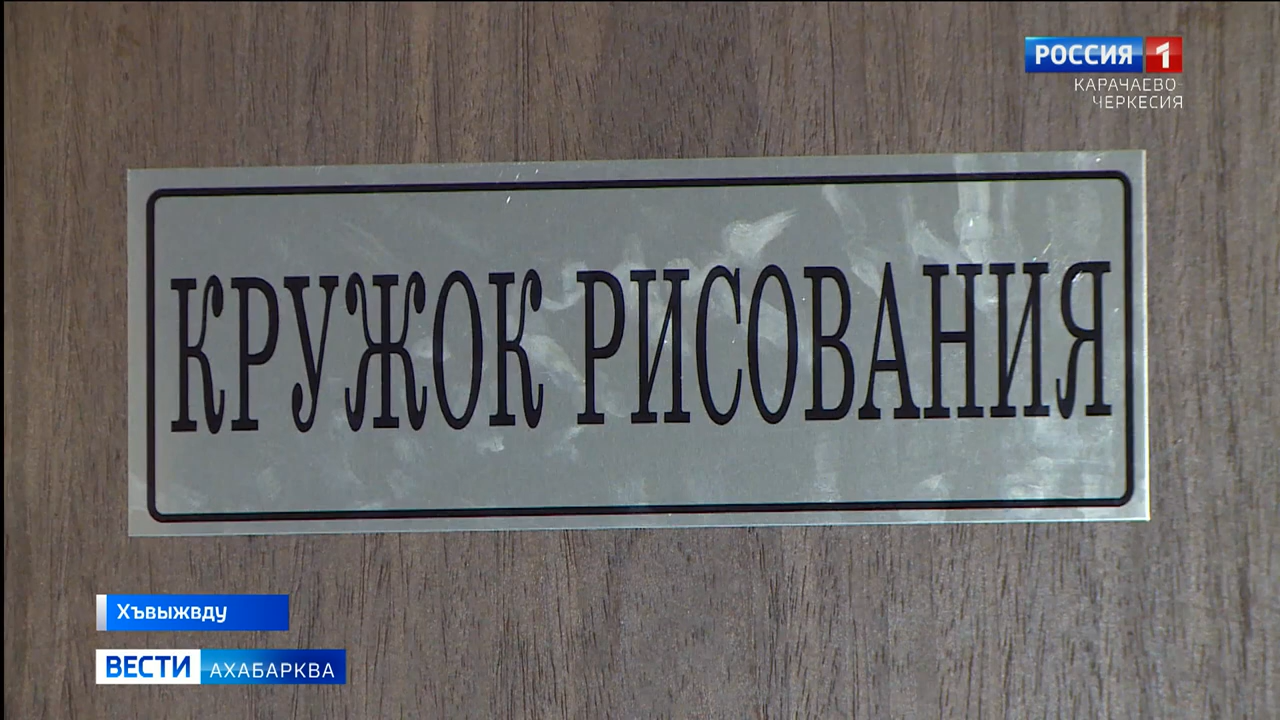 РОССИЯ 1
КАРАЧАЕВО-
ЧЕРКЕСИЯ
КРУЖОК РИСОВАНИЯ
Хъвыжвду
ВЕСТИ АХАБАРКВА